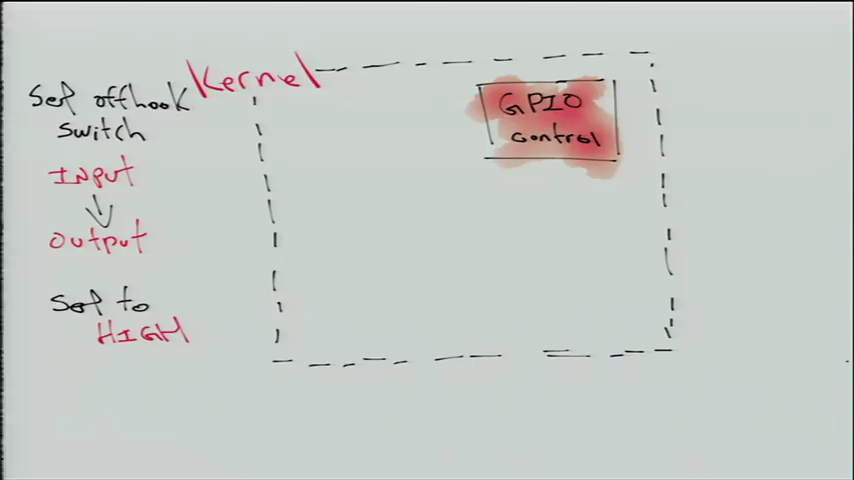 Kernel
Set offhook
switch
INput
Output
Set to
HIGH
GPIO
control